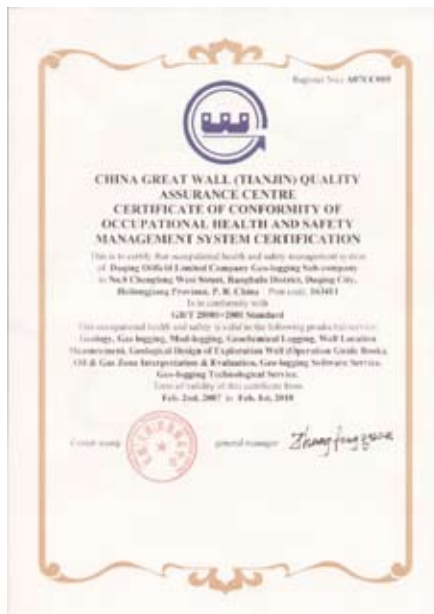 CHINA GREAT WALL (TIANJIN) QUALITY
ASSURANCE CENTRE
CERTIFICATE OF CONFORMITY OF
OCCUPATIONAL HEALTH AND SAFETY
MANAGEMENT SYSTEM CERTIFICATION
This is to certify that occupational health and safety management system
of Daqing Oilfield Limited Company Geo-logging Sub-company
in No.9 West Street, District, Daqing City,
Heilongjiang Province, P. R. China Post code: 163411
Is in conformity with
GB/T 28001-2001 Standard
This occupational health and safety is valid in the following
Geology, Gas logging, Mud-logging, Geochemical Logging, Well Location
Measurement, Geological Design of Exploration Well (Operation Guide Book),
Oil & Gas Zone Interpretation & Evaluation, Geo-logging Software Service,
Geo-logging Technological Service.
Term of validity of this certificate from
Feb. 2nd, 2007 to Feb. 1st, 2010
general manager